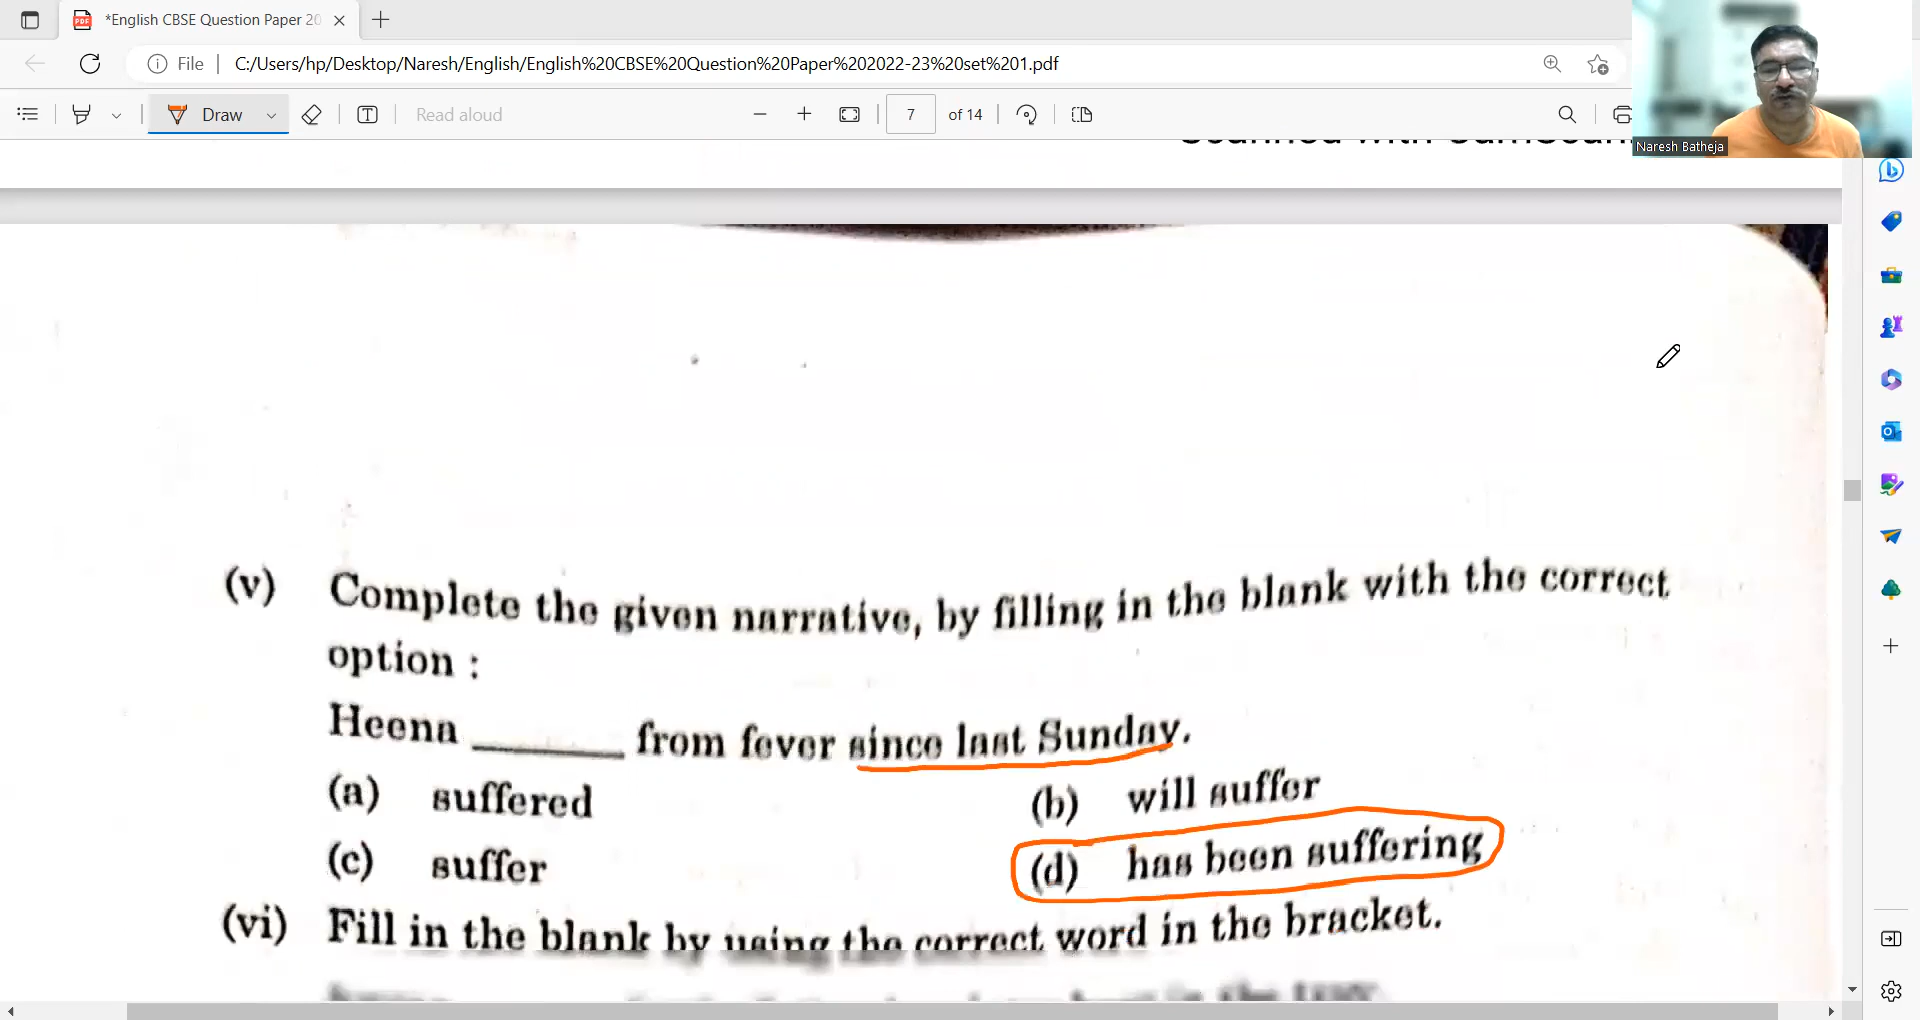 *English CBSE Question Paper 20
File
C:/Users/hp/Desktop/Naresh/English/English%20CBSE%20Question%20Paper%202022-23%20set%201.pdf
Draw
Read aloud
7 of 14
Naresh Batheja
(v) Complete the given narrative, by filling in the blank with the correct
option :
Heena ______ from fever since last Sunday.
(a) suffered (b) will suffer
(c) suffer (d) has been suffering
(vi) Fill in the blank by using the correct word in the bracket.